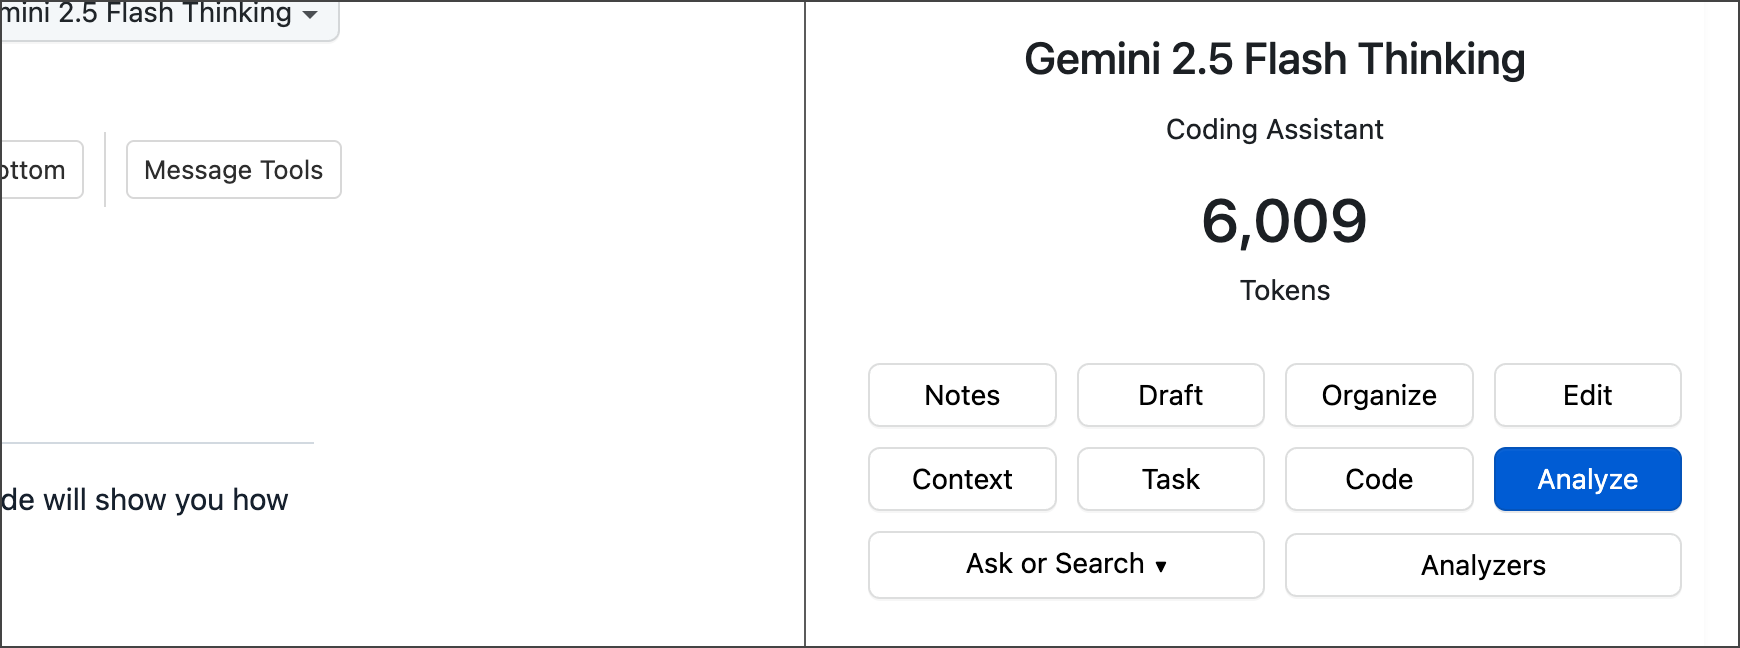 mini 2.5 Flash Thinking
ottom
Message Tools
de will show you how
Gemini 2.5 Flash Thinking
Coding Assistant
6,009
Tokens
Notes Draft Organize Edit
Context Task Code Analyze
Ask or Search ▾ Analyzers